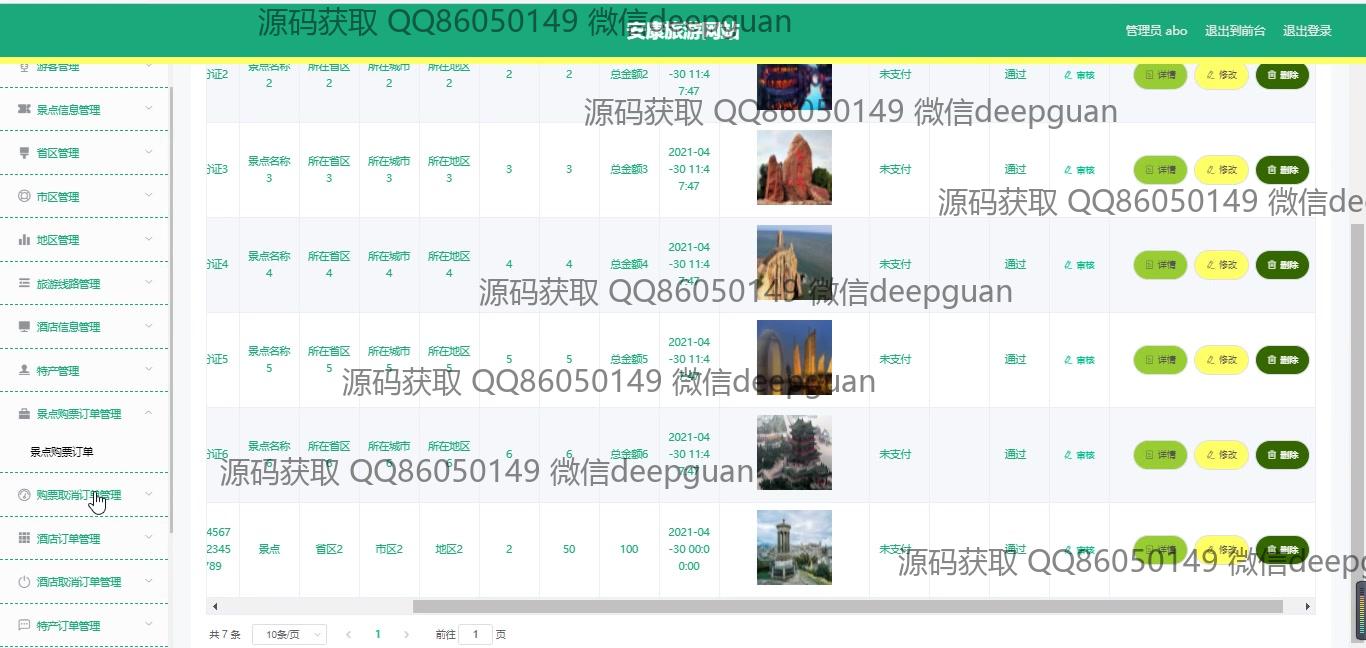 源码获取 QQ86050149 微信deepguan
安康旅游网站
管理员 abo 退出到前台 退出登录
游客管理
景点信息管理
省区管理
市区管理
地区管理
旅游线路管理
酒店信息管理
特产管理
景点购票订单管理
景点购票订单
购票取消订单管理
酒店订单管理
酒店取消订单管理
特产订单管理
份证2 景点名称2 所在省区2 所在城市2 所在地区2 2 2 总金额2 -30 11:47:47 未支付 通过 审核 详情 修改 删除
源码获取 QQ86050149 微信deepguan
份证3 景点名称3 所在省区3 所在城市3 所在地区3 3 3 总金额3 2021-04-30 11:47:47 未支付 通过 审核 详情 修改 删除
源码获取 QQ86050149 微信de
份证4 景点名称4 所在省区4 所在城市4 所在地区4 4 4 总金额4 2021-04-30 11:47:47 未支付 通过 审核 详情 修改 删除
源码获取 QQ86050149 微信deepguan
份证5 景点名称5 所在省区5 所在城市5 所在地区5 5 5 总金额5 2021-04-30 11:47:47 未支付 通过 审核 详情 修改 删除
源码获取 QQ86050149 微信deepguan
份证6 景点名称6 所在省区6 所在城市6 所在地区6 6 6 总金额6 2021-04-30 11:47:47 未支付 通过 审核 详情 修改 删除
源码获取 QQ86050149 微信deepguan
4567 2345 789 景点 省区2 市区2 地区2 2 50 100 2021-04-30 00:00:00 未支付 通过 审核 详情 修改 删除
源码获取 QQ86050149 微信deepg
共 7 条 10条/页 1 前往 1 页